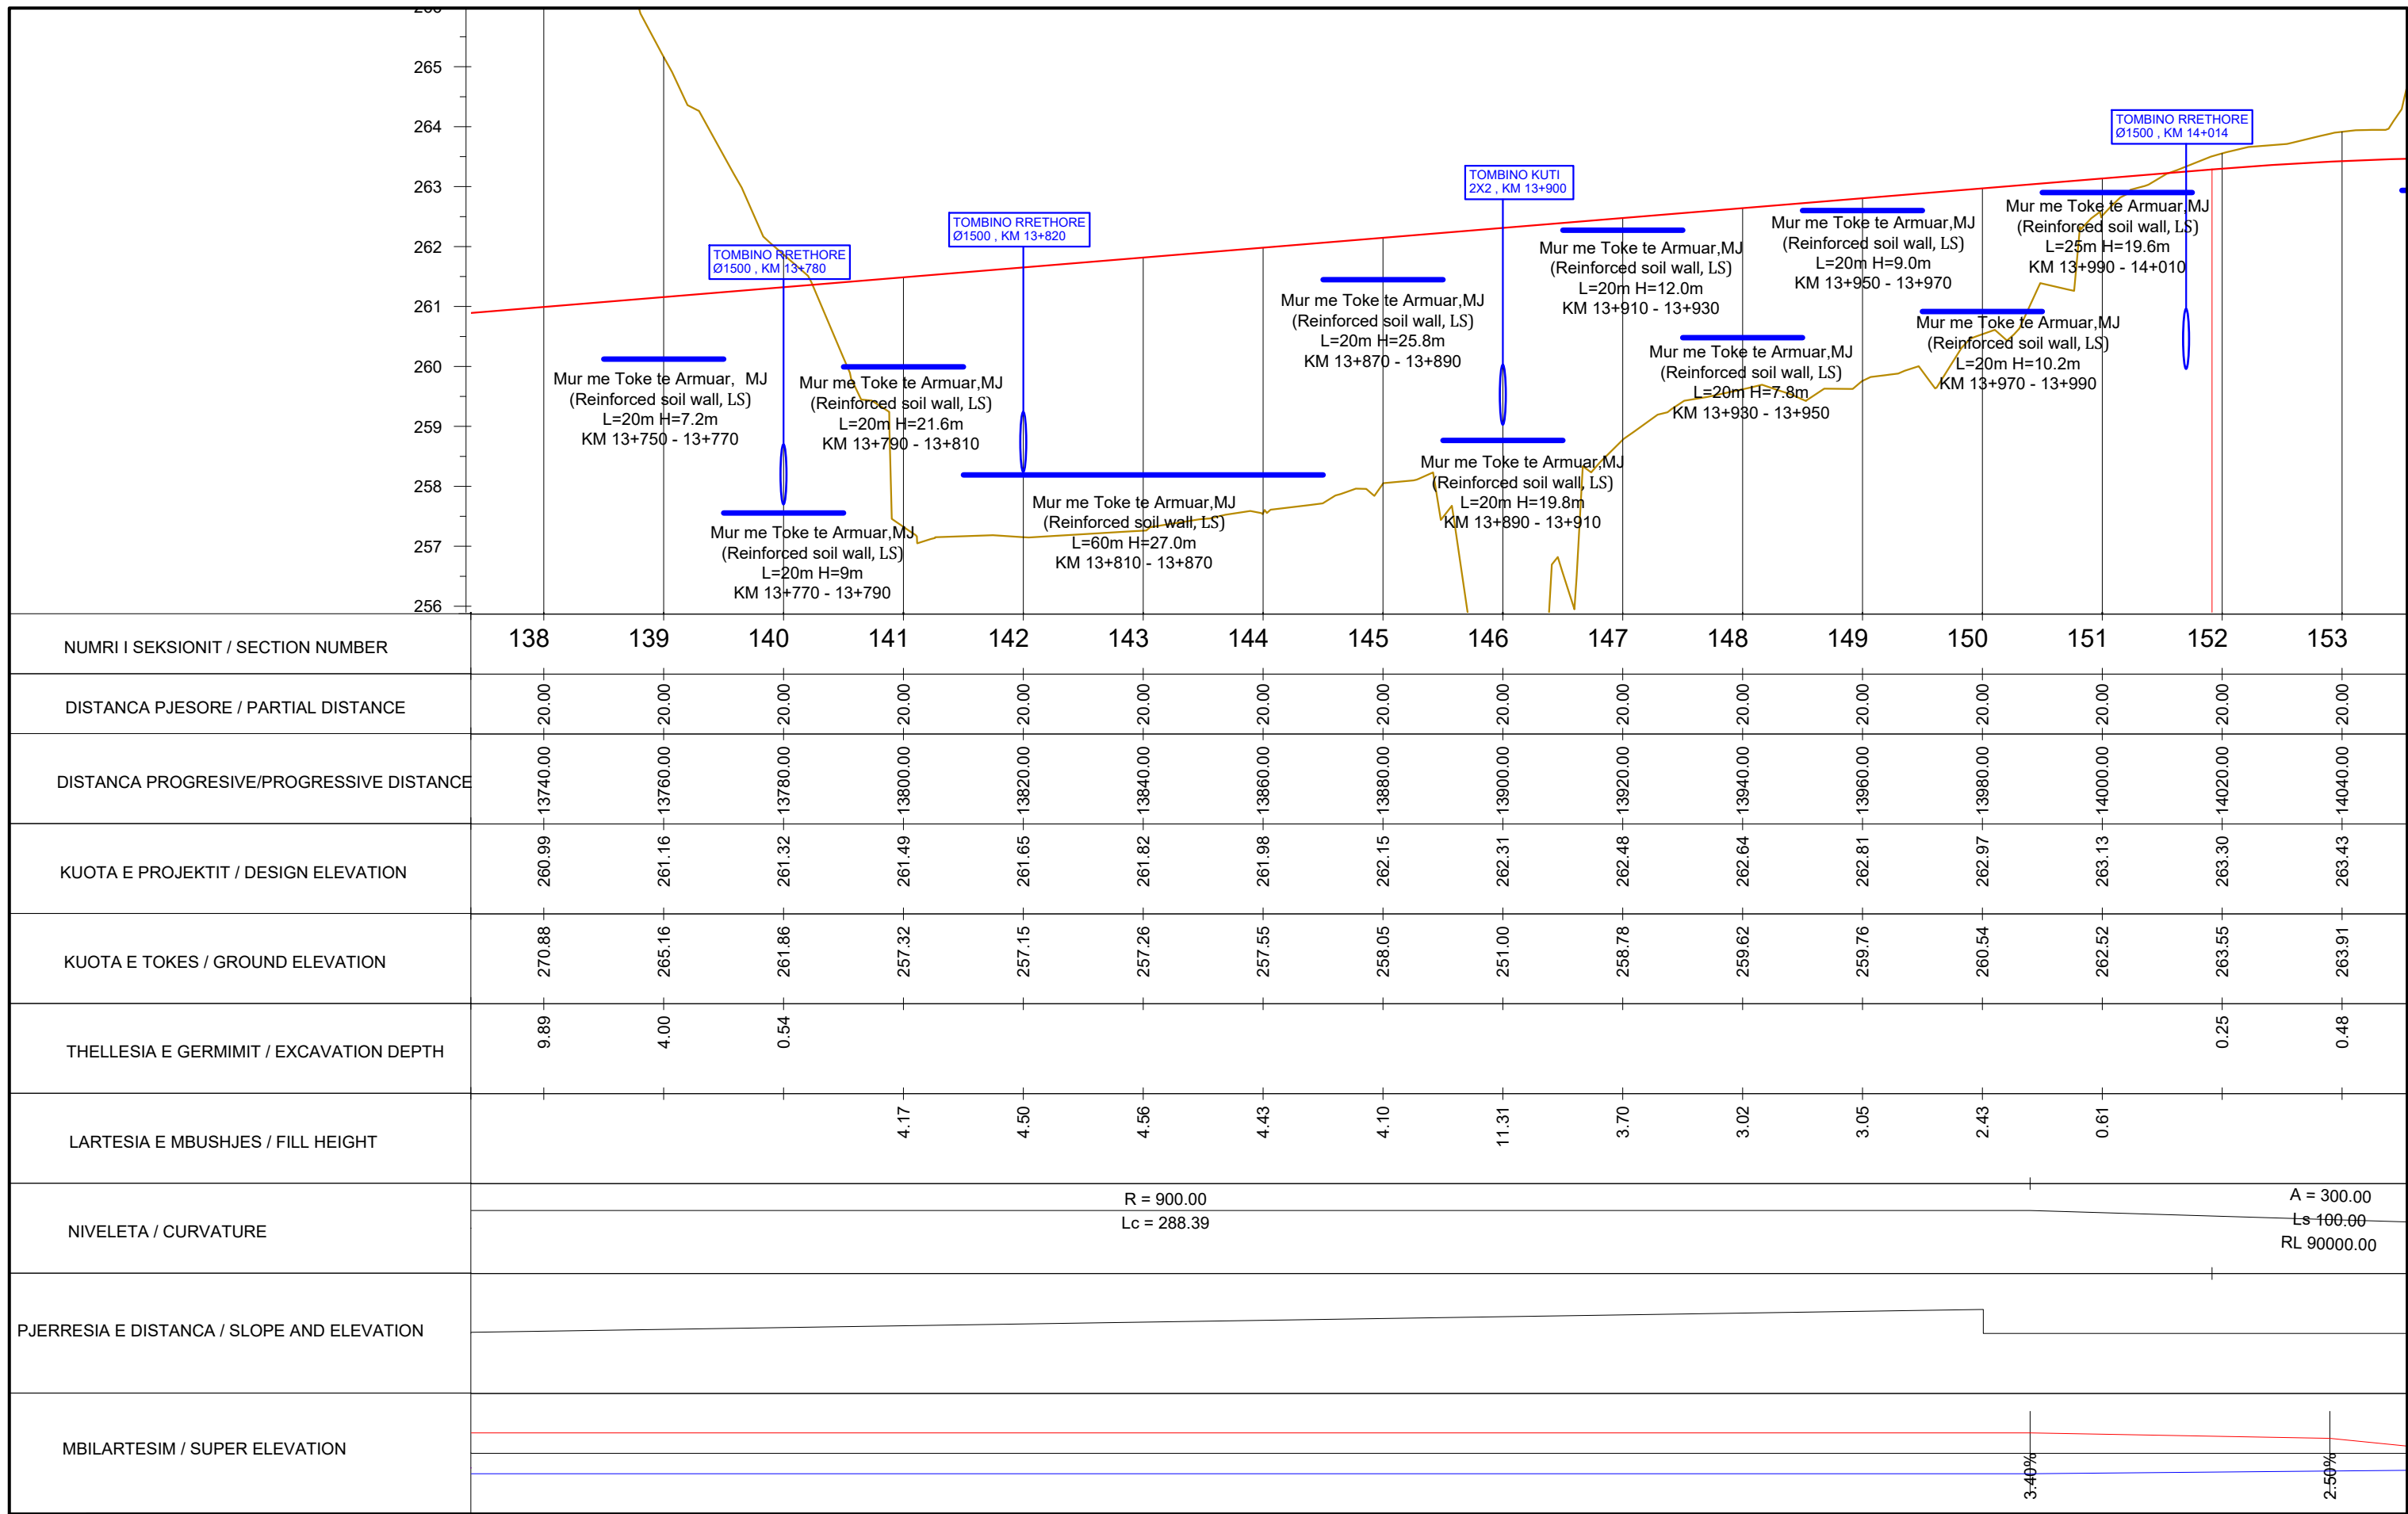 265
264
263
262
261
260
259
258
257
256
TOMBINO RRETHORE
Ø1500 , KM 13+780
TOMBINO RRETHORE
Ø1500 , KM 13+820
TOMBINO KUTI
2X2 , KM 13+900
TOMBINO RRETHORE
Ø1500 , KM 14+014
Mur me Toke te Armuar, MJ
(Reinforced soil wall, LS)
L=20m H=7.2m
KM 13+750 - 13+770
Mur me Toke te Armuar,MJ
(Reinforced soil wall, LS)
L=20m H=9m
KM 13+770 - 13+790
Mur me Toke te Armuar,MJ
(Reinforced soil wall, LS)
L=20m H=21.6m
KM 13+790 - 13+810
Mur me Toke te Armuar,MJ
(Reinforced soil wall, LS)
L=60m H=27.0m
KM 13+810 - 13+870
Mur me Toke te Armuar,MJ
(Reinforced soil wall, LS)
L=20m H=25.8m
KM 13+870 - 13+890
Mur me Toke te Armuar,MJ
(Reinforced soil wall, LS)
L=20m H=19.8m
KM 13+890 - 13+910
Mur me Toke te Armuar,MJ
(Reinforced soil wall, LS)
L=20m H=12.0m
KM 13+910 - 13+930
Mur me Toke te Armuar,MJ
(Reinforced soil wall, LS)
L=20m H=7.8m
KM 13+930 - 13+950
Mur me Toke te Armuar,MJ
(Reinforced soil wall, LS)
L=20m H=9.0m
KM 13+950 - 13+970
Mur me Toke te Armuar,MJ
(Reinforced soil wall, LS)
L=20m H=10.2m
KM 13+970 - 13+990
Mur me Toke te Armuar,MJ
(Reinforced soil wall, LS)
L=25m H=19.6m
KM 13+990 - 14+010
NUMRI I SEKSIONIT / SECTION NUMBER 138 139 140 141 142 143 144 145 146 147 148 149 150 151 152 153
DISTANCA PJESORE / PARTIAL DISTANCE 20.00 20.00 20.00 20.00 20.00 20.00 20.00 20.00 20.00 20.00 20.00 20.00 20.00 20.00 20.00 20.00
DISTANCA PROGRESIVE/PROGRESSIVE DISTANCE 13740.00 13760.00 13780.00 13800.00 13820.00 13840.00 13860.00 13880.00 13900.00 13920.00 13940.00 13960.00 13980.00 14000.00 14020.00 14040.00
KUOTA E PROJEKTIT / DESIGN ELEVATION 260.99 261.16 261.32 261.49 261.65 261.82 261.98 262.15 262.31 262.48 262.64 262.81 262.97 263.13 263.30 263.43
KUOTA E TOKES / GROUND ELEVATION 270.88 265.16 261.86 257.32 257.15 257.26 257.55 258.05 251.00 258.78 259.62 259.76 260.54 262.52 263.55 263.91
THELLESIA E GERMIMIT / EXCAVATION DEPTH 9.89 4.00 0.54 0.25 0.48
LARTESIA E MBUSHJES / FILL HEIGHT 4.17 4.50 4.56 4.43 4.10 11.31 3.70 3.02 3.05 2.43 0.61
NIVELETA / CURVATURE
R = 900.00
Lc = 288.39
A = 300.00
Ls 100.00
RL 90000.00
PJERRESIA E DISTANCA / SLOPE AND ELEVATION
MBILARTESIM / SUPER ELEVATION 3.40% 2.50%